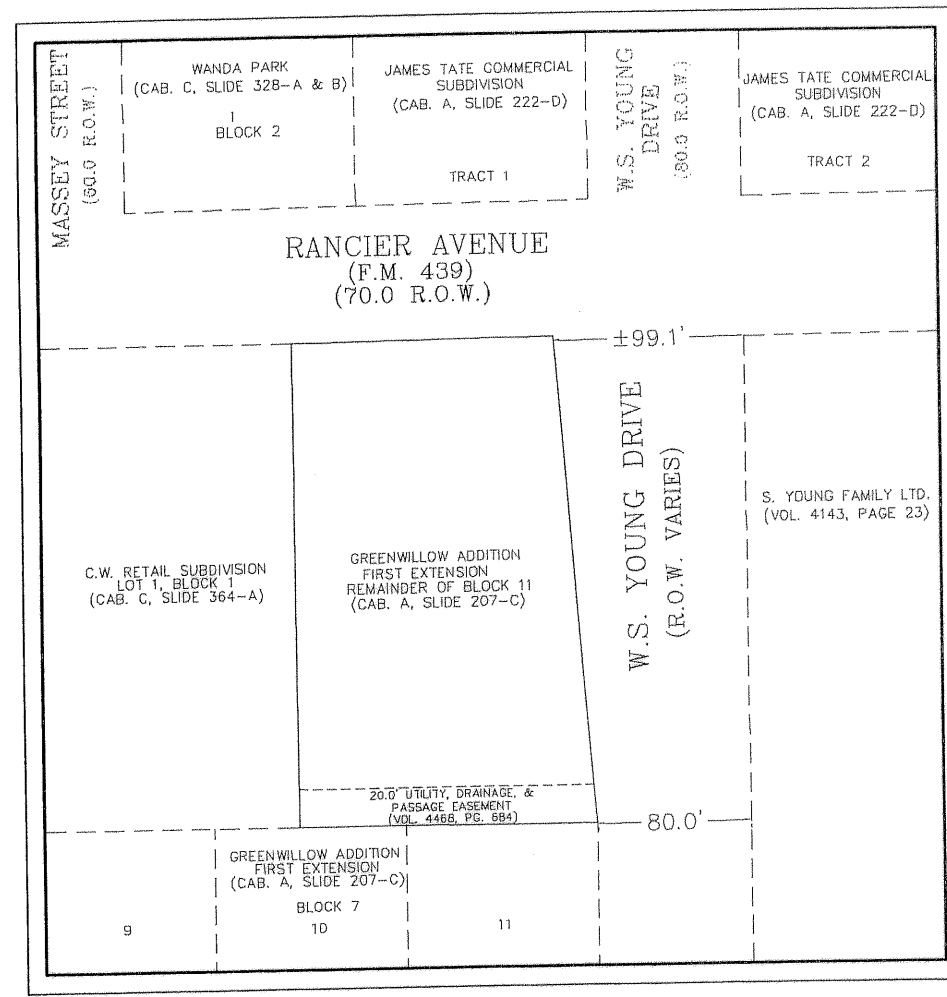 MASSEY STREET
(60.0 R.O.W.)
WANDA PARK
(CAB. C, SLIDE 328-A & B)
1
BLOCK 2
JAMES TATE COMMERCIAL
SUBDIVISION
(CAB. A, SLIDE 222-D)
TRACT 1
W.S. YOUNG
DRIVE
(80.0 R.O.W.)
JAMES TATE COMMERCIAL
SUBDIVISION
(CAB. A, SLIDE 222-D)
TRACT 2
RANCIER AVENUE
(F.M. 439)
(70.0 R.O.W.)
±99.1'
C.W. RETAIL SUBDIVISION
LOT 1, BLOCK 1
(CAB. C, SLIDE 364-A)
GREENWILLOW ADDITION
FIRST EXTENSION
REMAINDER OF BLOCK 11
(CAB. A, SLIDE 207-C)
W.S. YOUNG DRIVE
(R.O.W. VARIES)
S. YOUNG FAMILY LTD.
(VOL. 4143, PAGE 23)
20.0' UTILITY, DRAINAGE, &
PASSAGE EASEMENT
(VOL. 4468, PG. 684)
80.0'
GREENWILLOW ADDITION
FIRST EXTENSION
(CAB. A, SLIDE 207-C)
BLOCK 7
9
10
11